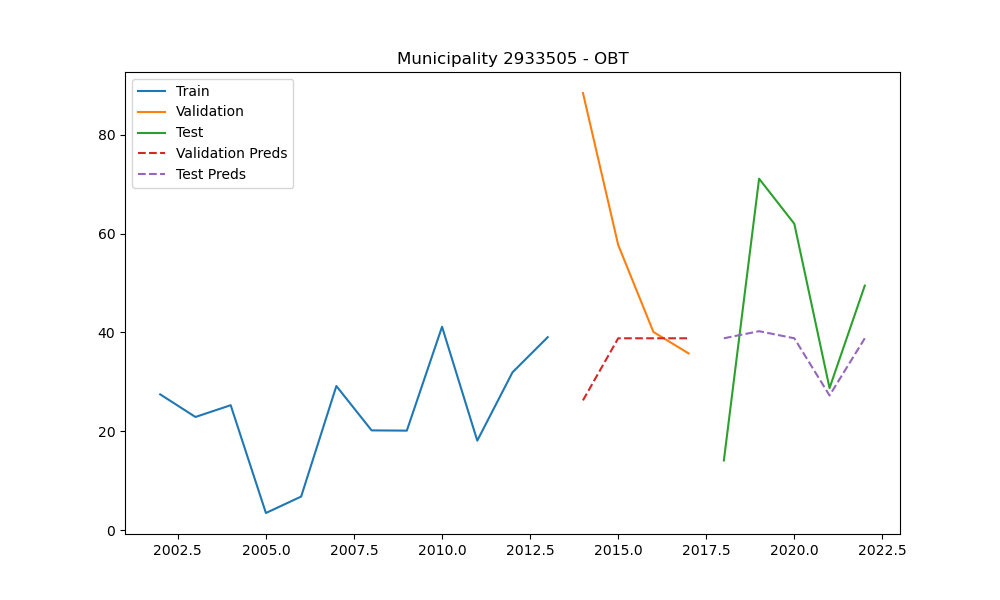 Municipality 2933505 - OBT
Train
Validation
Test
Validation Preds
Test Preds
80
60
40
20
0
2002.5 2005.0 2007.5 2010.0 2012.5 2015.0 2017.5 2020.0 2022.5